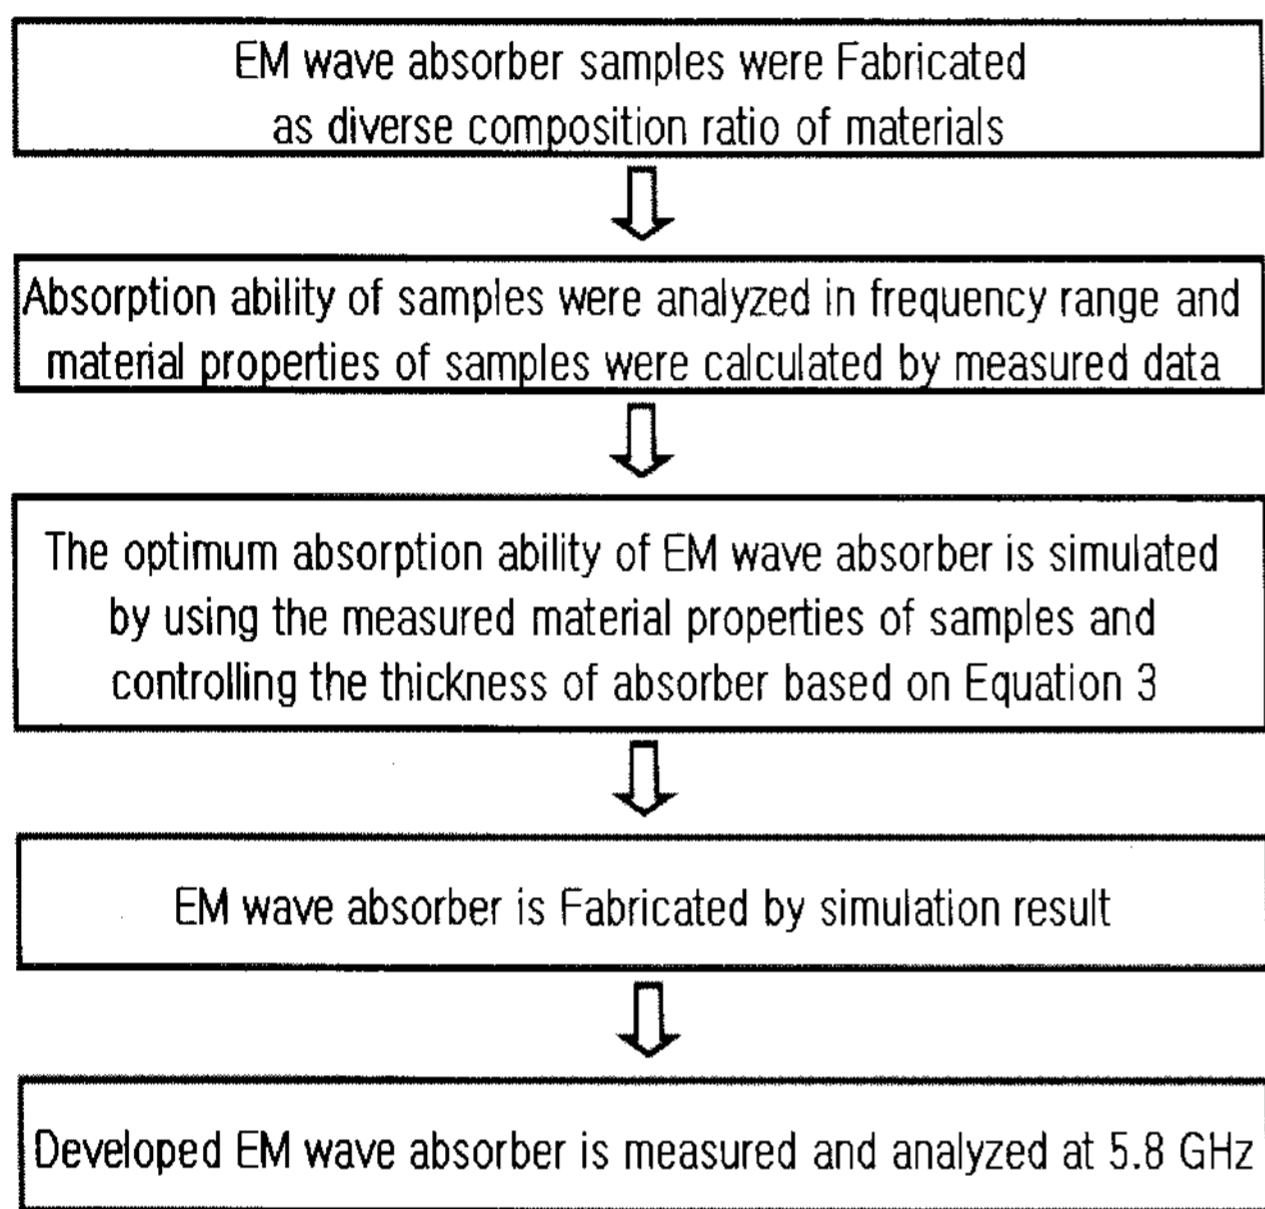 EM wave absorber samples were Fabricated
as diverse composition ratio of materials
Absorption ability of samples were analyzed in frequency range and
material properties of samples were calculated by measured data
The optimum absorption ability of EM wave absorber is simulated
by using the measured material properties of samples and
controlling the thickness of absorber based on Equation 3
EM wave absorber is Fabricated by simulation result
Developed EM wave absorber is measured and analyzed at 5.8 GHz